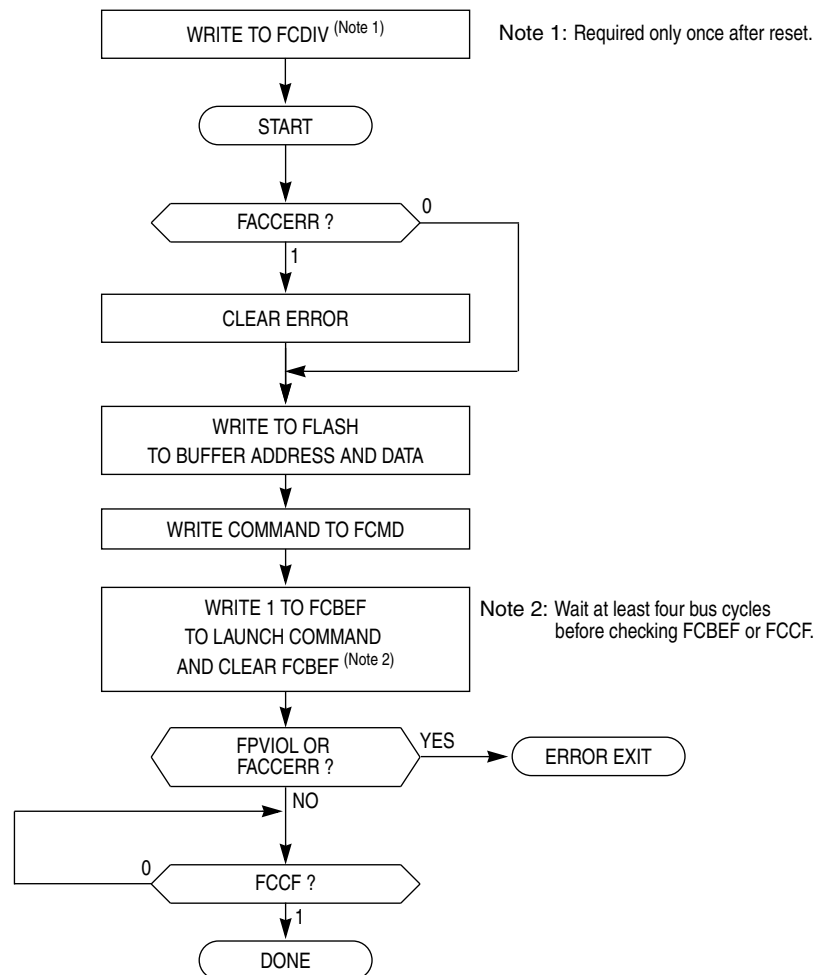 WRITE TO FCDIV (Note 1)
Note 1: Required only once after reset.
START
FACCERR ?
0
1
CLEAR ERROR
WRITE TO FLASH
TO BUFFER ADDRESS AND DATA
WRITE COMMAND TO FCMD
WRITE 1 TO FCBEF
TO LAUNCH COMMAND
AND CLEAR FCBEF (Note 2)
Note 2: Wait at least four bus cycles
before checking FCBEF or FCCF.
FPVIOL OR
FACCERR ?
YES
ERROR EXIT
NO
0
FCCF ?
1
DONE